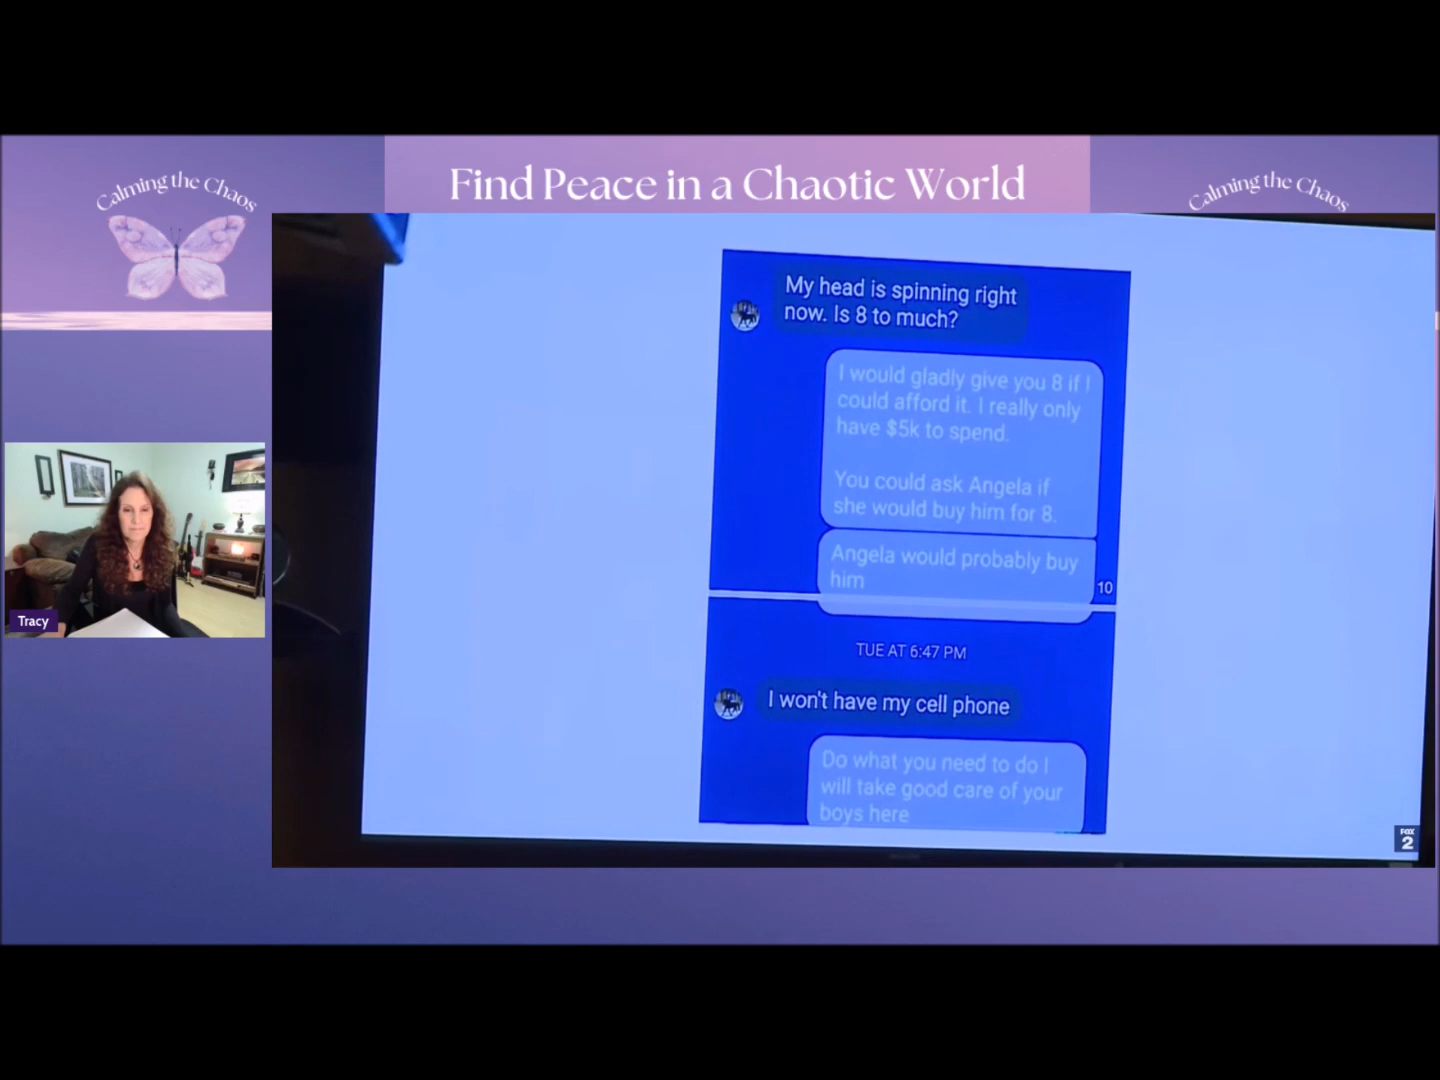 Calming the Chaos
Find Peace in a Chaotic World
Calming the Chaos
My head is spinning right
now. Is 8 to much?
I would gladly give you 8 if I
could afford it. I really only
have $5k to spend.
You could ask Angela if
she would buy him for 8.
Angela would probably buy
him
10
TUE AT 6:47 PM
I won't have my cell phone
Do what you need to do I
will take good care of your
boys here
Tracy
FOX
2